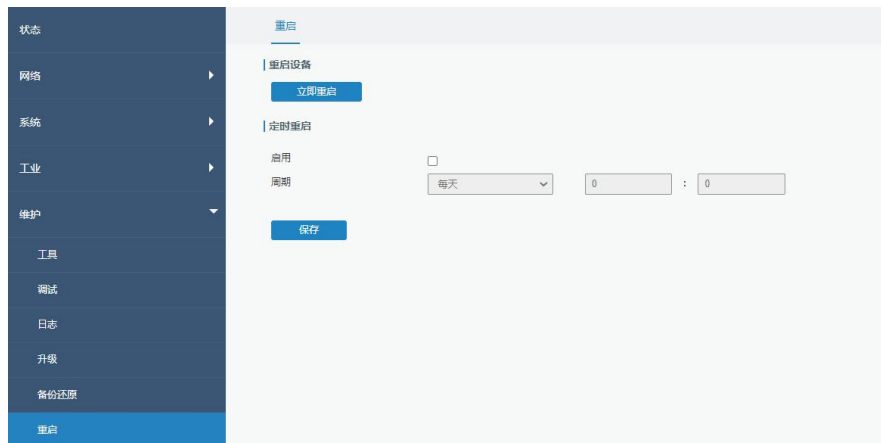 状态
网络
系统
工业
维护
工具
调试
日志
升级
备份还原
重启
重启
重启设备
立即重启
定时重启
启用
周期 每天 0 : 0
保存